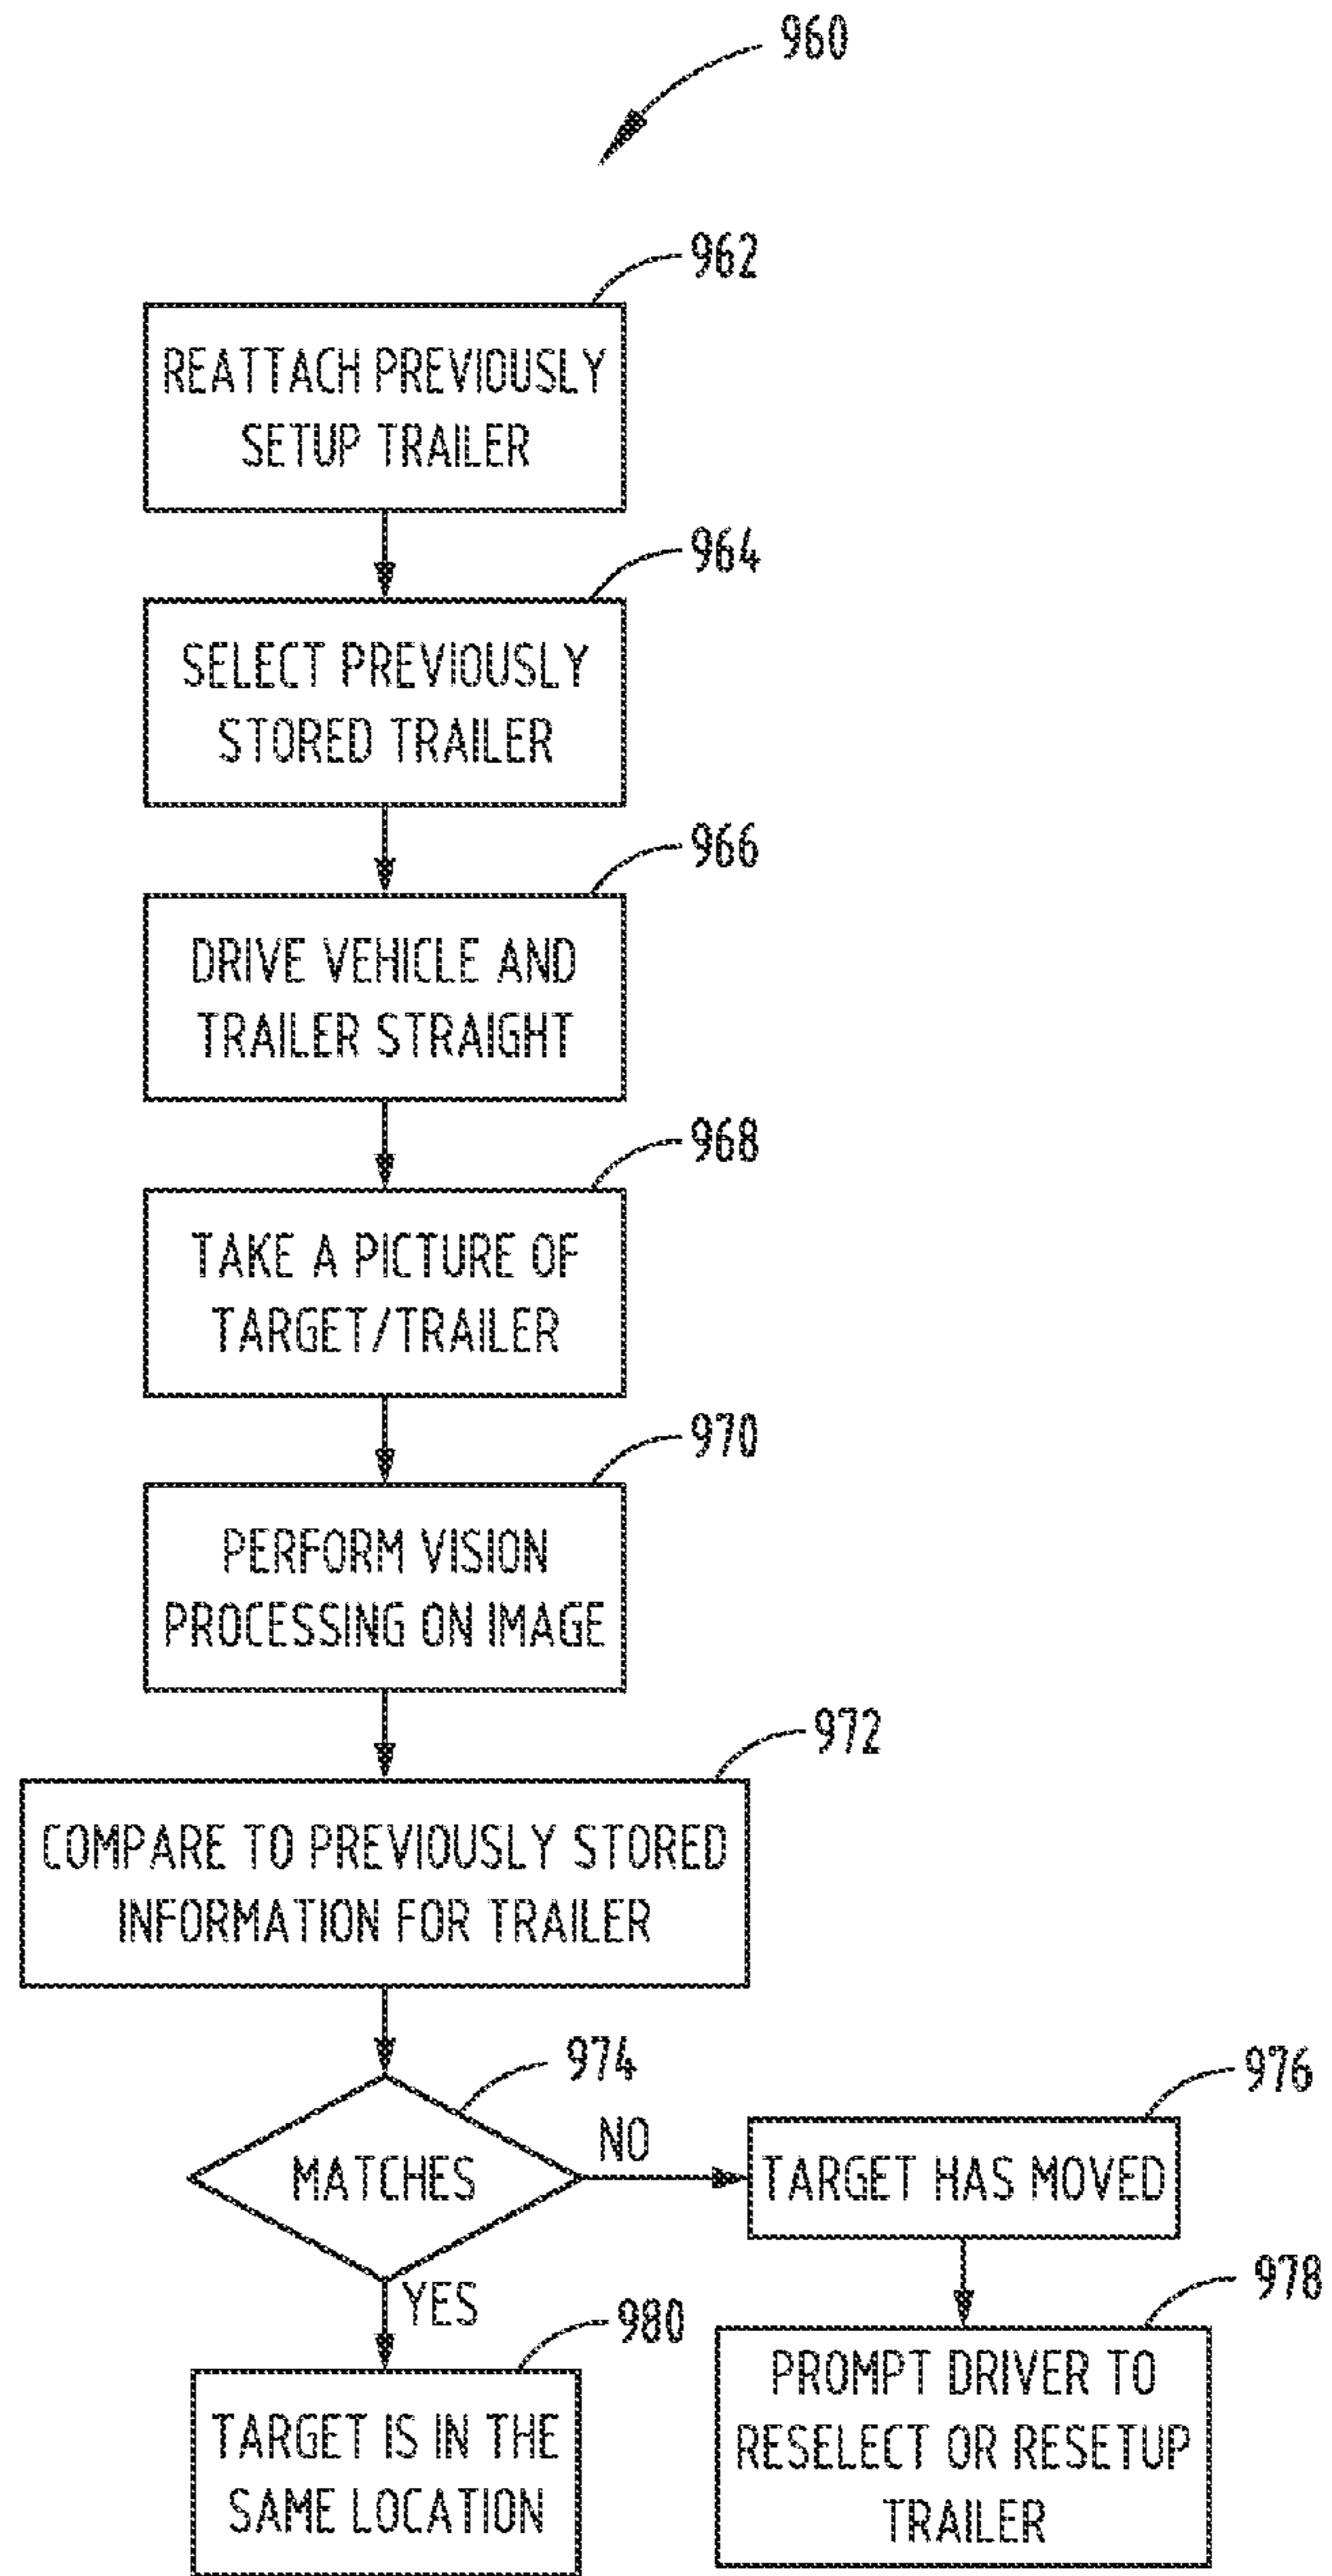 960
962
REATTACH PREVIOUSLY
SETUP TRAILER
964
SELECT PREVIOUSLY
STORED TRAILER
966
DRIVE VEHICLE AND
TRAILER STRAIGHT
968
TAKE A PICTURE OF
TARGET/TRAILER
970
PERFORM VISION
PROCESSING ON IMAGE
972
COMPARE TO PREVIOUSLY STORED
INFORMATION FOR TRAILER
974
MATCHES
NO
976
TARGET HAS MOVED
YES
978
PROMPT DRIVER TO
RESELECT OR RESETUP
TRAILER
980
TARGET IS IN THE
SAME LOCATION